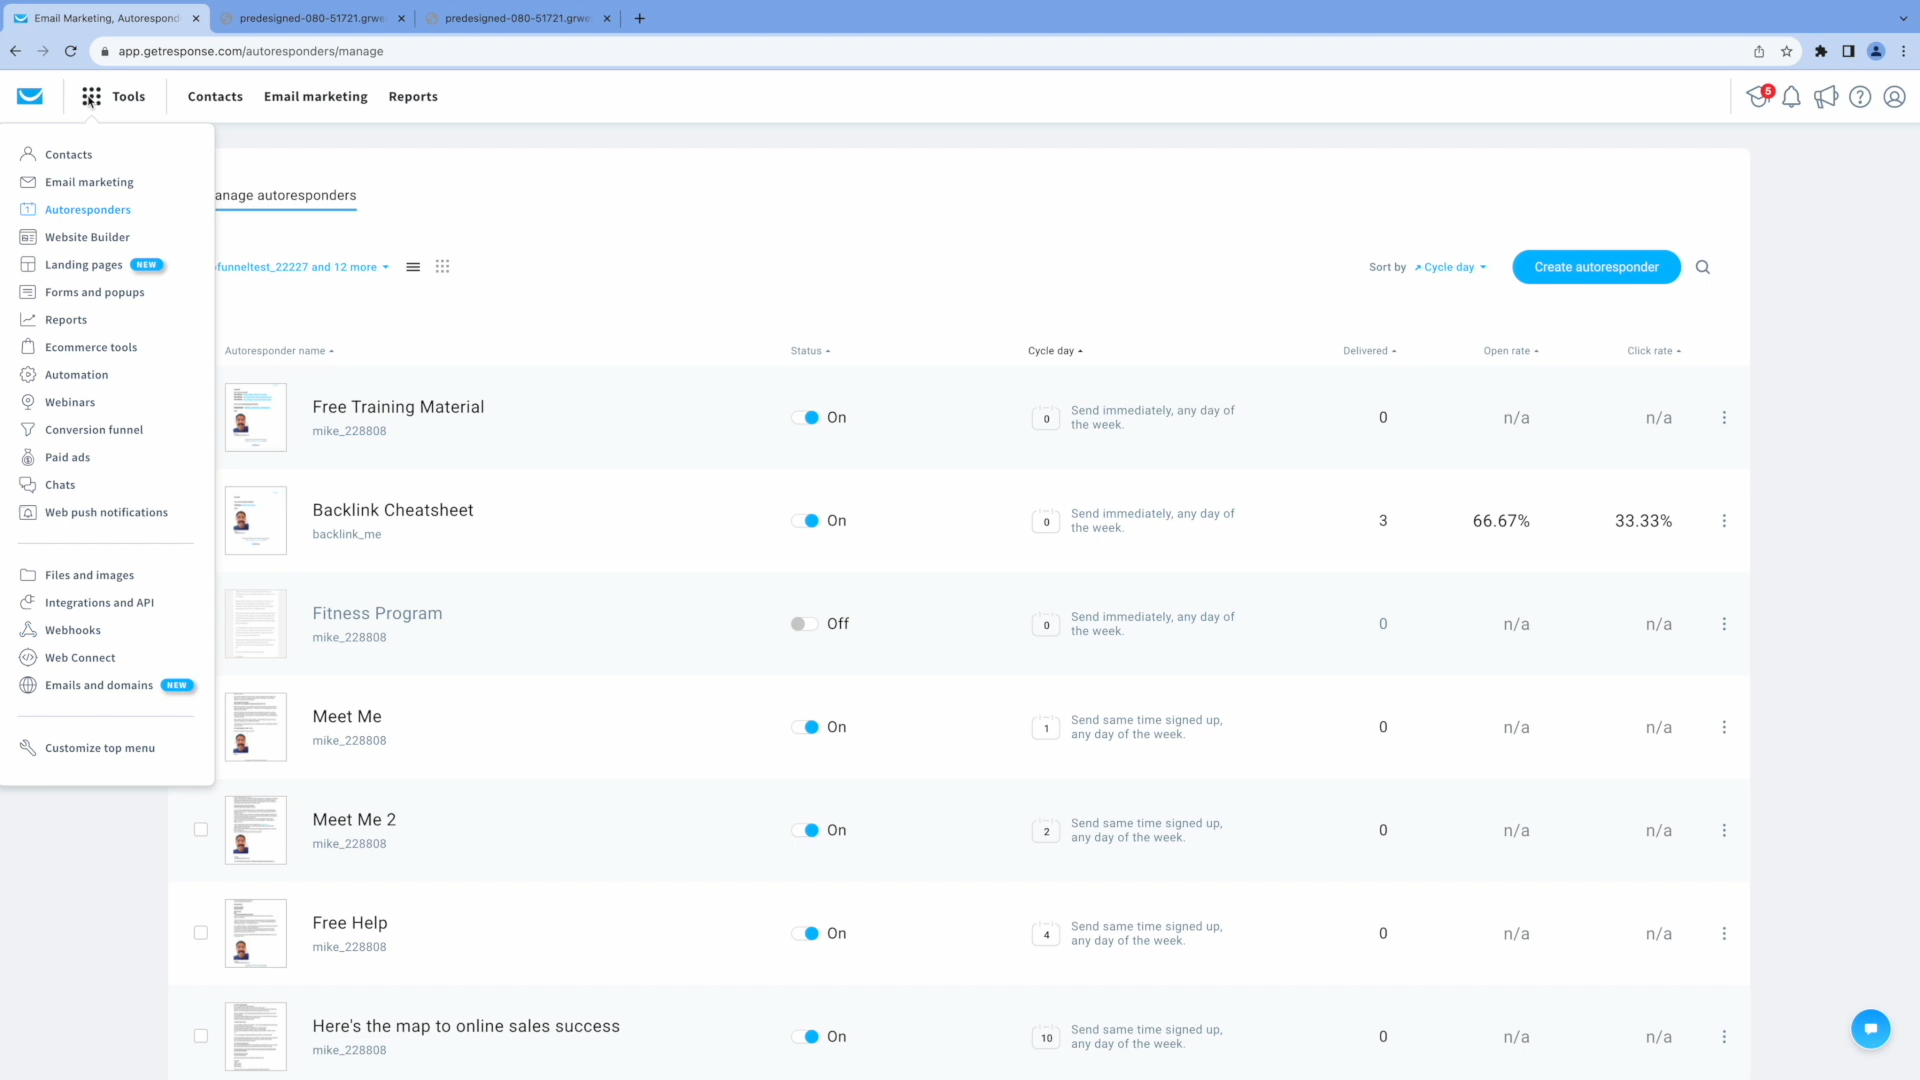 Email Marketing, Autorespond
predesigned-080-51721.grwe
predesigned-080-51721.grwe
app.getresponse.com/autoresponders/manage
Tools
Contacts
Email marketing
Reports
5
Contacts
Email marketing
Autoresponders
Website Builder
Landing pages NEW
Forms and popups
Reports
Ecommerce tools
Automation
Webinars
Conversion funnel
Paid ads
Chats
Web push notifications
Files and images
Integrations and API
Webhooks
Web Connect
Emails and domains NEW
Customize top menu
anage autoresponders
funneltest_22227 and 12 more
Sort by Cycle day
Create autoresponder
Autoresponder name Status Cycle day Delivered Open rate Click rate
Free Training Material
mike_228808
On
0
Send immediately, any day of
the week.
0 n/a n/a
Backlink Cheatsheet
backlink_me
On
0
Send immediately, any day of
the week.
3 66.67% 33.33%
Fitness Program
mike_228808
Off
0
Send immediately, any day of
the week.
0 n/a n/a
Meet Me
mike_228808
On
1
Send same time signed up,
any day of the week.
0 n/a n/a
Meet Me 2
mike_228808
On
2
Send same time signed up,
any day of the week.
0 n/a n/a
Free Help
mike_228808
On
4
Send same time signed up,
any day of the week.
0 n/a n/a
Here's the map to online sales success
mike_228808
On
10
Send same time signed up,
any day of the week.
0 n/a n/a